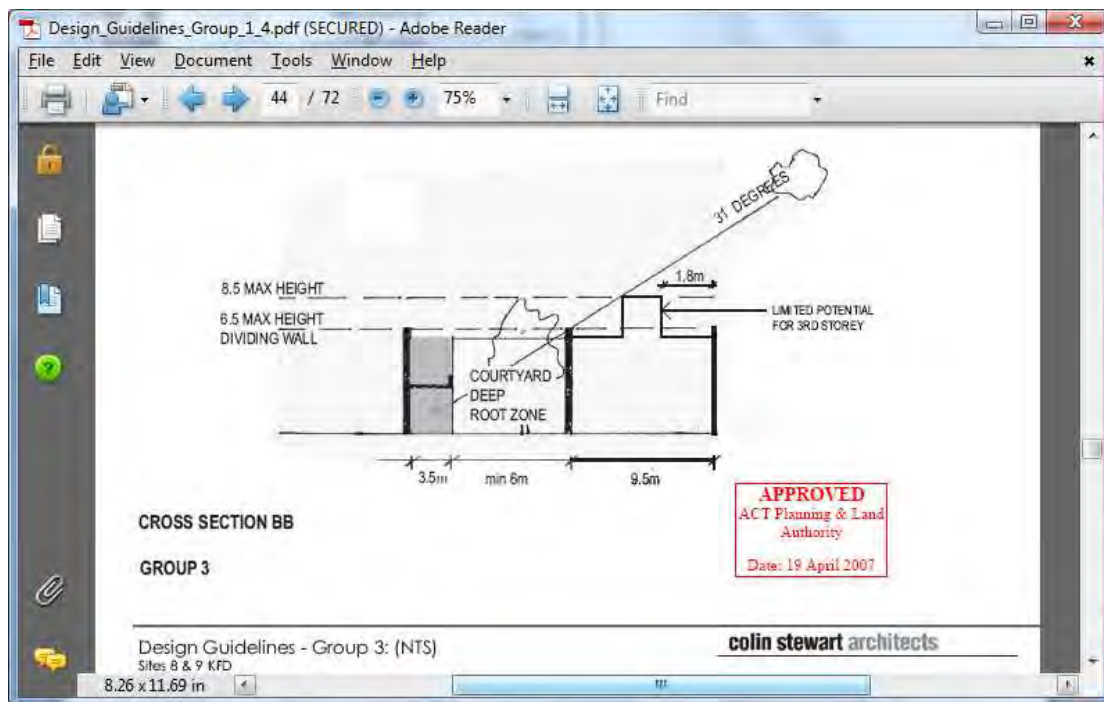 Design_Guidelines_Group_1_4.pdf (SECURED) - Adobe Reader
File Edit View Document Tools Window Help
44 / 72 75% Find
31 DEGREES
1.8m
8.5 MAX HEIGHT
6.5 MAX HEIGHT
DIVIDING WALL
LIMITED POTENTIAL
FOR 3RD STOREY
COURTYARD
DEEP
ROOT ZONE
3.5m min 6m 9.5m
APPROVED
ACT Planning & Land
Authority
Date: 19 April 2007
CROSS SECTION BB
GROUP 3
Design Guidelines - Group 3: (NTS)
Sites 8 & 9 KFD
colin stewart architects
8.26 x 11.69 in